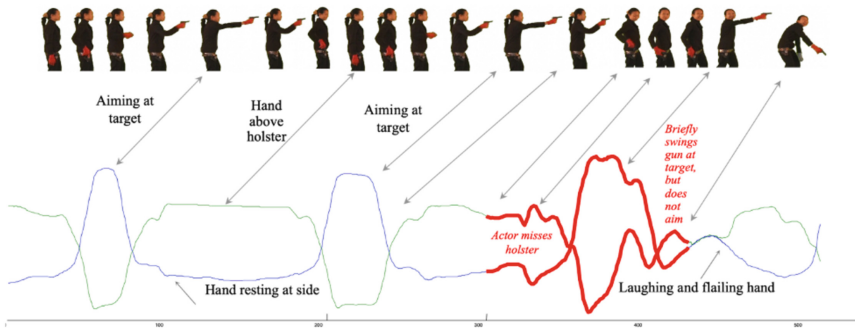 Aiming at
target
Hand
above
holster
Aiming at
target
Briefly
swings
gun at
target,
but
does
not
aim
Actor misses
holster
Hand resting at side
Laughing and flailing hand
100
200
300
400
500